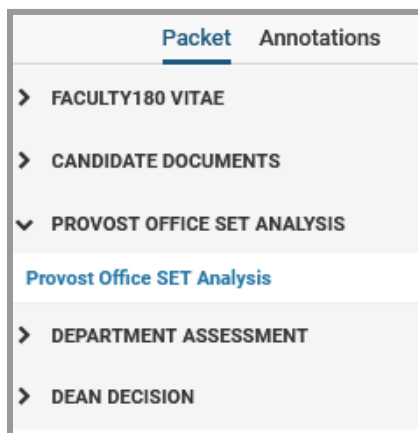 Packet Annotations
FACULTY180 VITAE
CANDIDATE DOCUMENTS
PROVOST OFFICE SET ANALYSIS
Provost Office SET Analysis
DEPARTMENT ASSESSMENT
DEAN DECISION